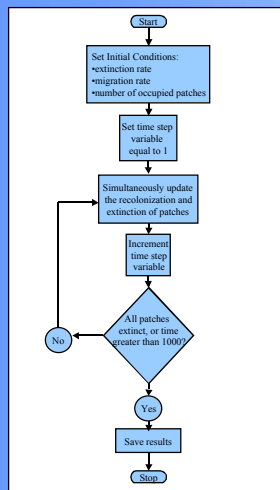 Start
Set Initial Conditions:
•extinction rate
•migration rate
•number of occupied patches
Set time step
variable
equal to 1
Simultaneously update
the recolonization and
extinction of patches
Increment
time step
variable
All patches
extinct, or time
greater than 1000?
No
Yes
Save results
Stop